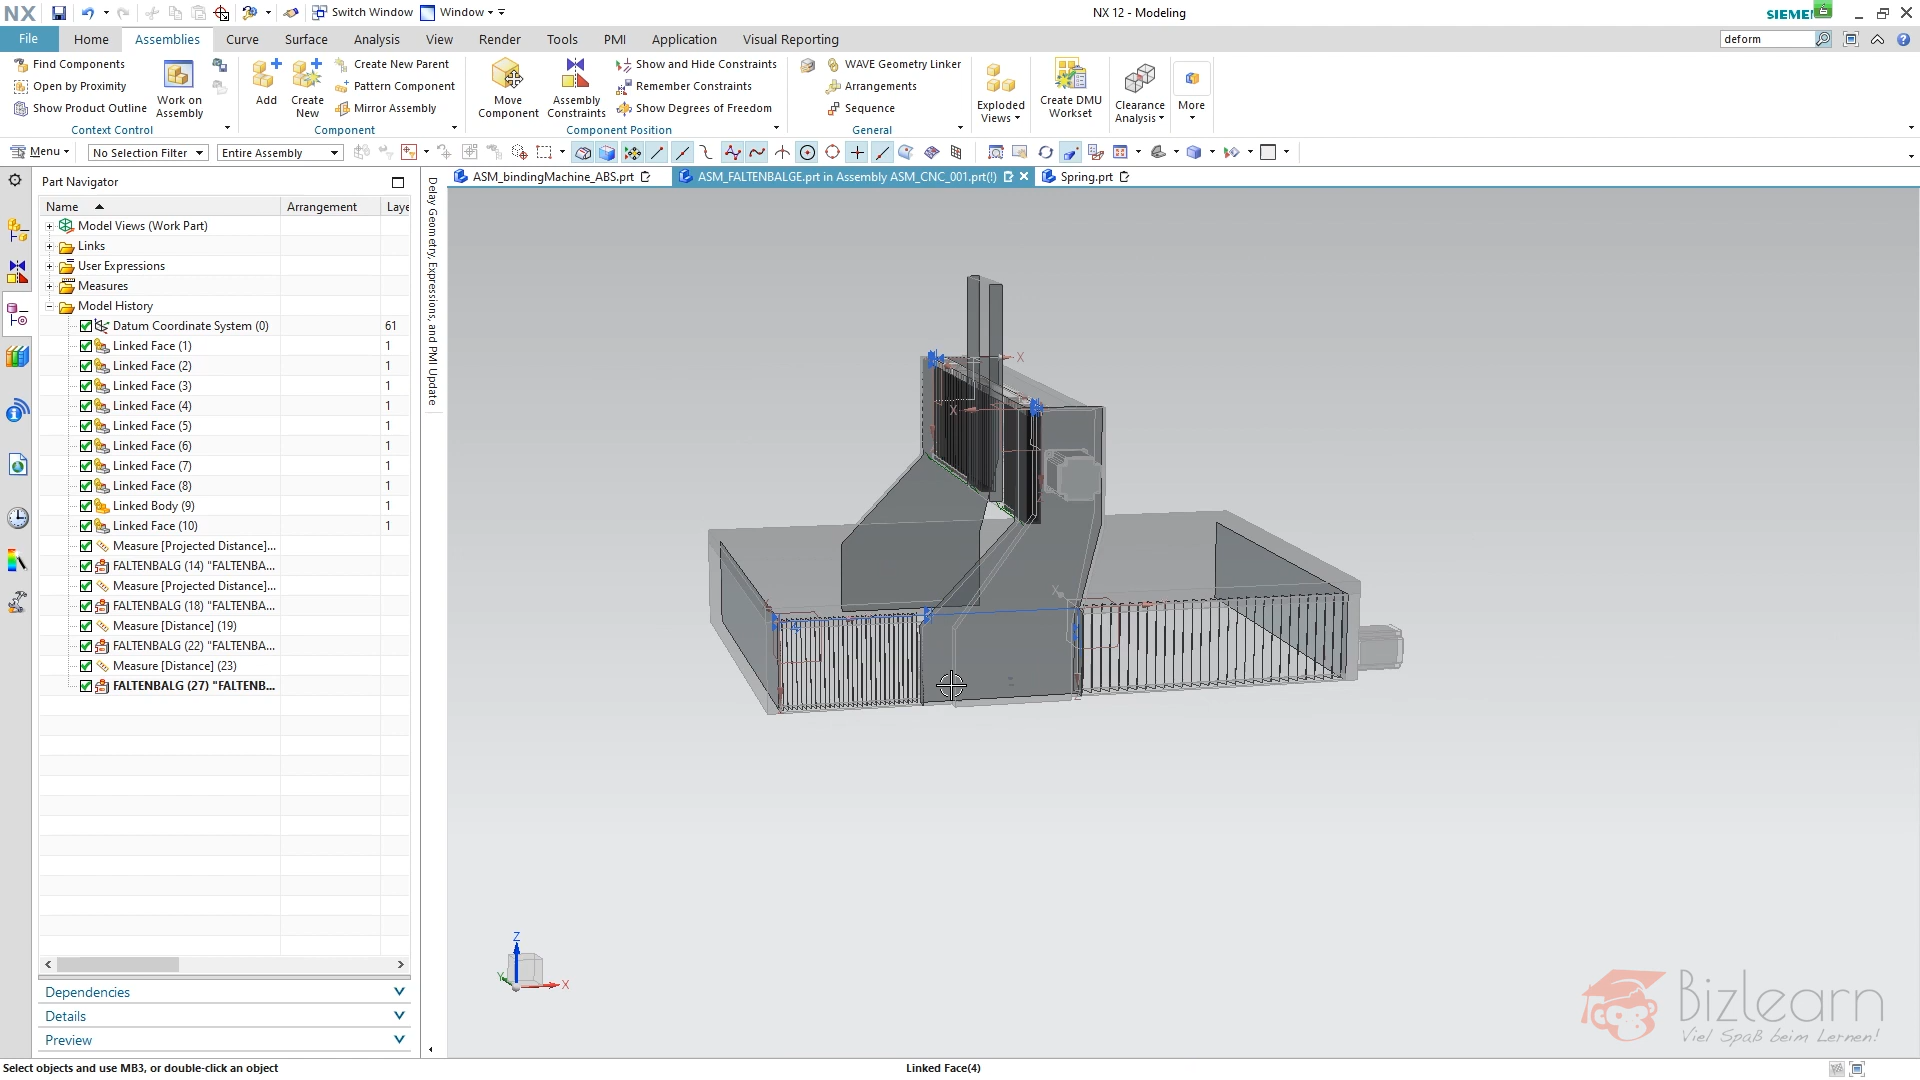 NX
Switch Window
Window
NX 12 - Modeling
File
Home
Assemblies
Curve
Surface
Analysis
View
Render
Tools
PMI
Application
Visual Reporting
deform
Find Components
Open by Proximity
Show Product Outline
Work on Assembly
Context Control
Add
Create New
Create New Parent
Pattern Component
Mirror Assembly
Component
Move Component
Assembly Constraints
Show and Hide Constraints
Remember Constraints
Show Degrees of Freedom
Component Position
WAVE Geometry Linker
Arrangements
Sequence
General
Exploded Views
Create DMU Workset
Clearance Analysis
More
Menu
No Selection Filter
Entire Assembly
Part Navigator
ASM_bindingMachine_ABS.prt
ASM_FALTENBALGE.prt in Assembly ASM_CNC_001.prt(!)
Spring.prt
Delay Geometry, Expressions, and PMI Update
Name
Arrangement
Laye
Model Views (Work Part)
Links
User Expressions
Measures
Model History
Datum Coordinate System (0) 61
Linked Face (1) 1
Linked Face (2) 1
Linked Face (3) 1
Linked Face (4) 1
Linked Face (5) 1
Linked Face (6) 1
Linked Face (7) 1
Linked Face (8) 1
Linked Body (9) 1
Linked Face (10) 1
Measure [Projected Distance]...
FALTENBALG (14) "FALTENBA...
Measure [Projected Distance]...
FALTENBALG (18) "FALTENBA...
Measure [Distance] (19)
FALTENBALG (22) "FALTENBA...
Measure [Distance] (23)
FALTENBALG (27) "FALTENB...
X
X
X
Z
Y
X
Dependencies
Details
Preview
Bizlearn
Viel Spaß beim Lernen!
Select objects and use MB3, or double-click an object
Linked Face(4)